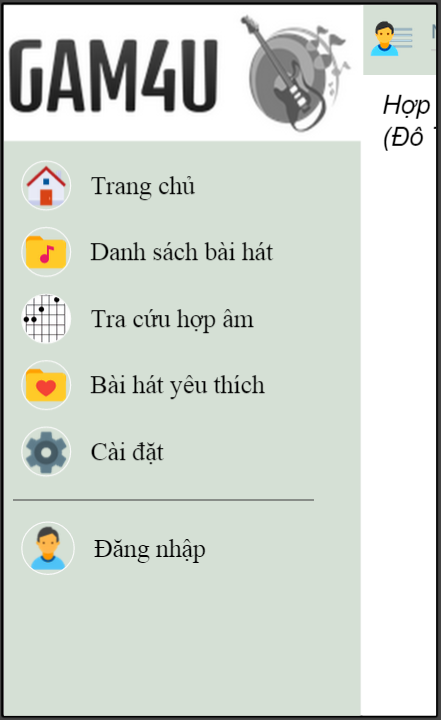 GAM4U
Trang chủ
Danh sách bài hát
Tra cứu hợp âm
Bài hát yêu thích
Cài đặt
Đăng nhập
Hợp
(Đô